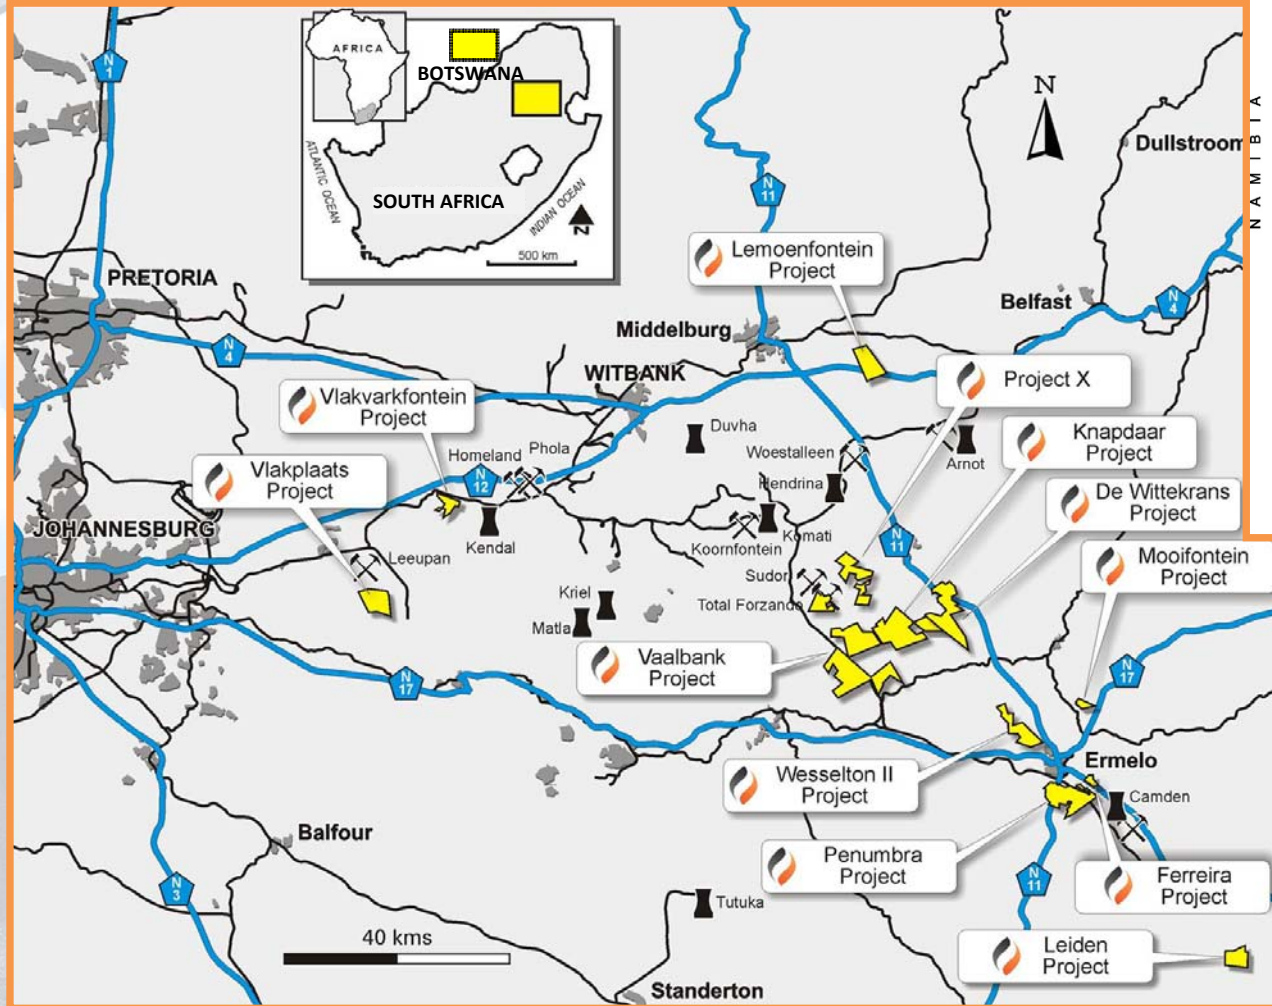 N
1
AFRICA
BOTSWANA
ATLANTIC OCEAN
SOUTH AFRICA
INDIAN OCEAN
N
500 km
N
11
N
NAMIBIA
Dullstroom
Lemoenfontein
Project
PRETORIA
Belfast
N
4
N
4
Middelburg
WITBANK
Project X
Vlakvarkfontein
Project
Duvha
Knapdaar
Project
Homeland
Phola
Woestalleen
Arnot
Vlakplaats
Project
N
12
Hendrina
De Wittekrans
Project
JOHANNESBURG
Kendal
Koornfontein
Komati
N
11
Mooifontein
Project
Leeupan
Sudor
Kriel
Total Forzando
Matla
Vaalbank
Project
N
17
N
17
Ermelo
Wesselton II
Project
Camden
Balfour
Penumbra
Project
N
11
Ferreira
Project
N
3
Tutuka
40 kms
Leiden
Project
Standerton